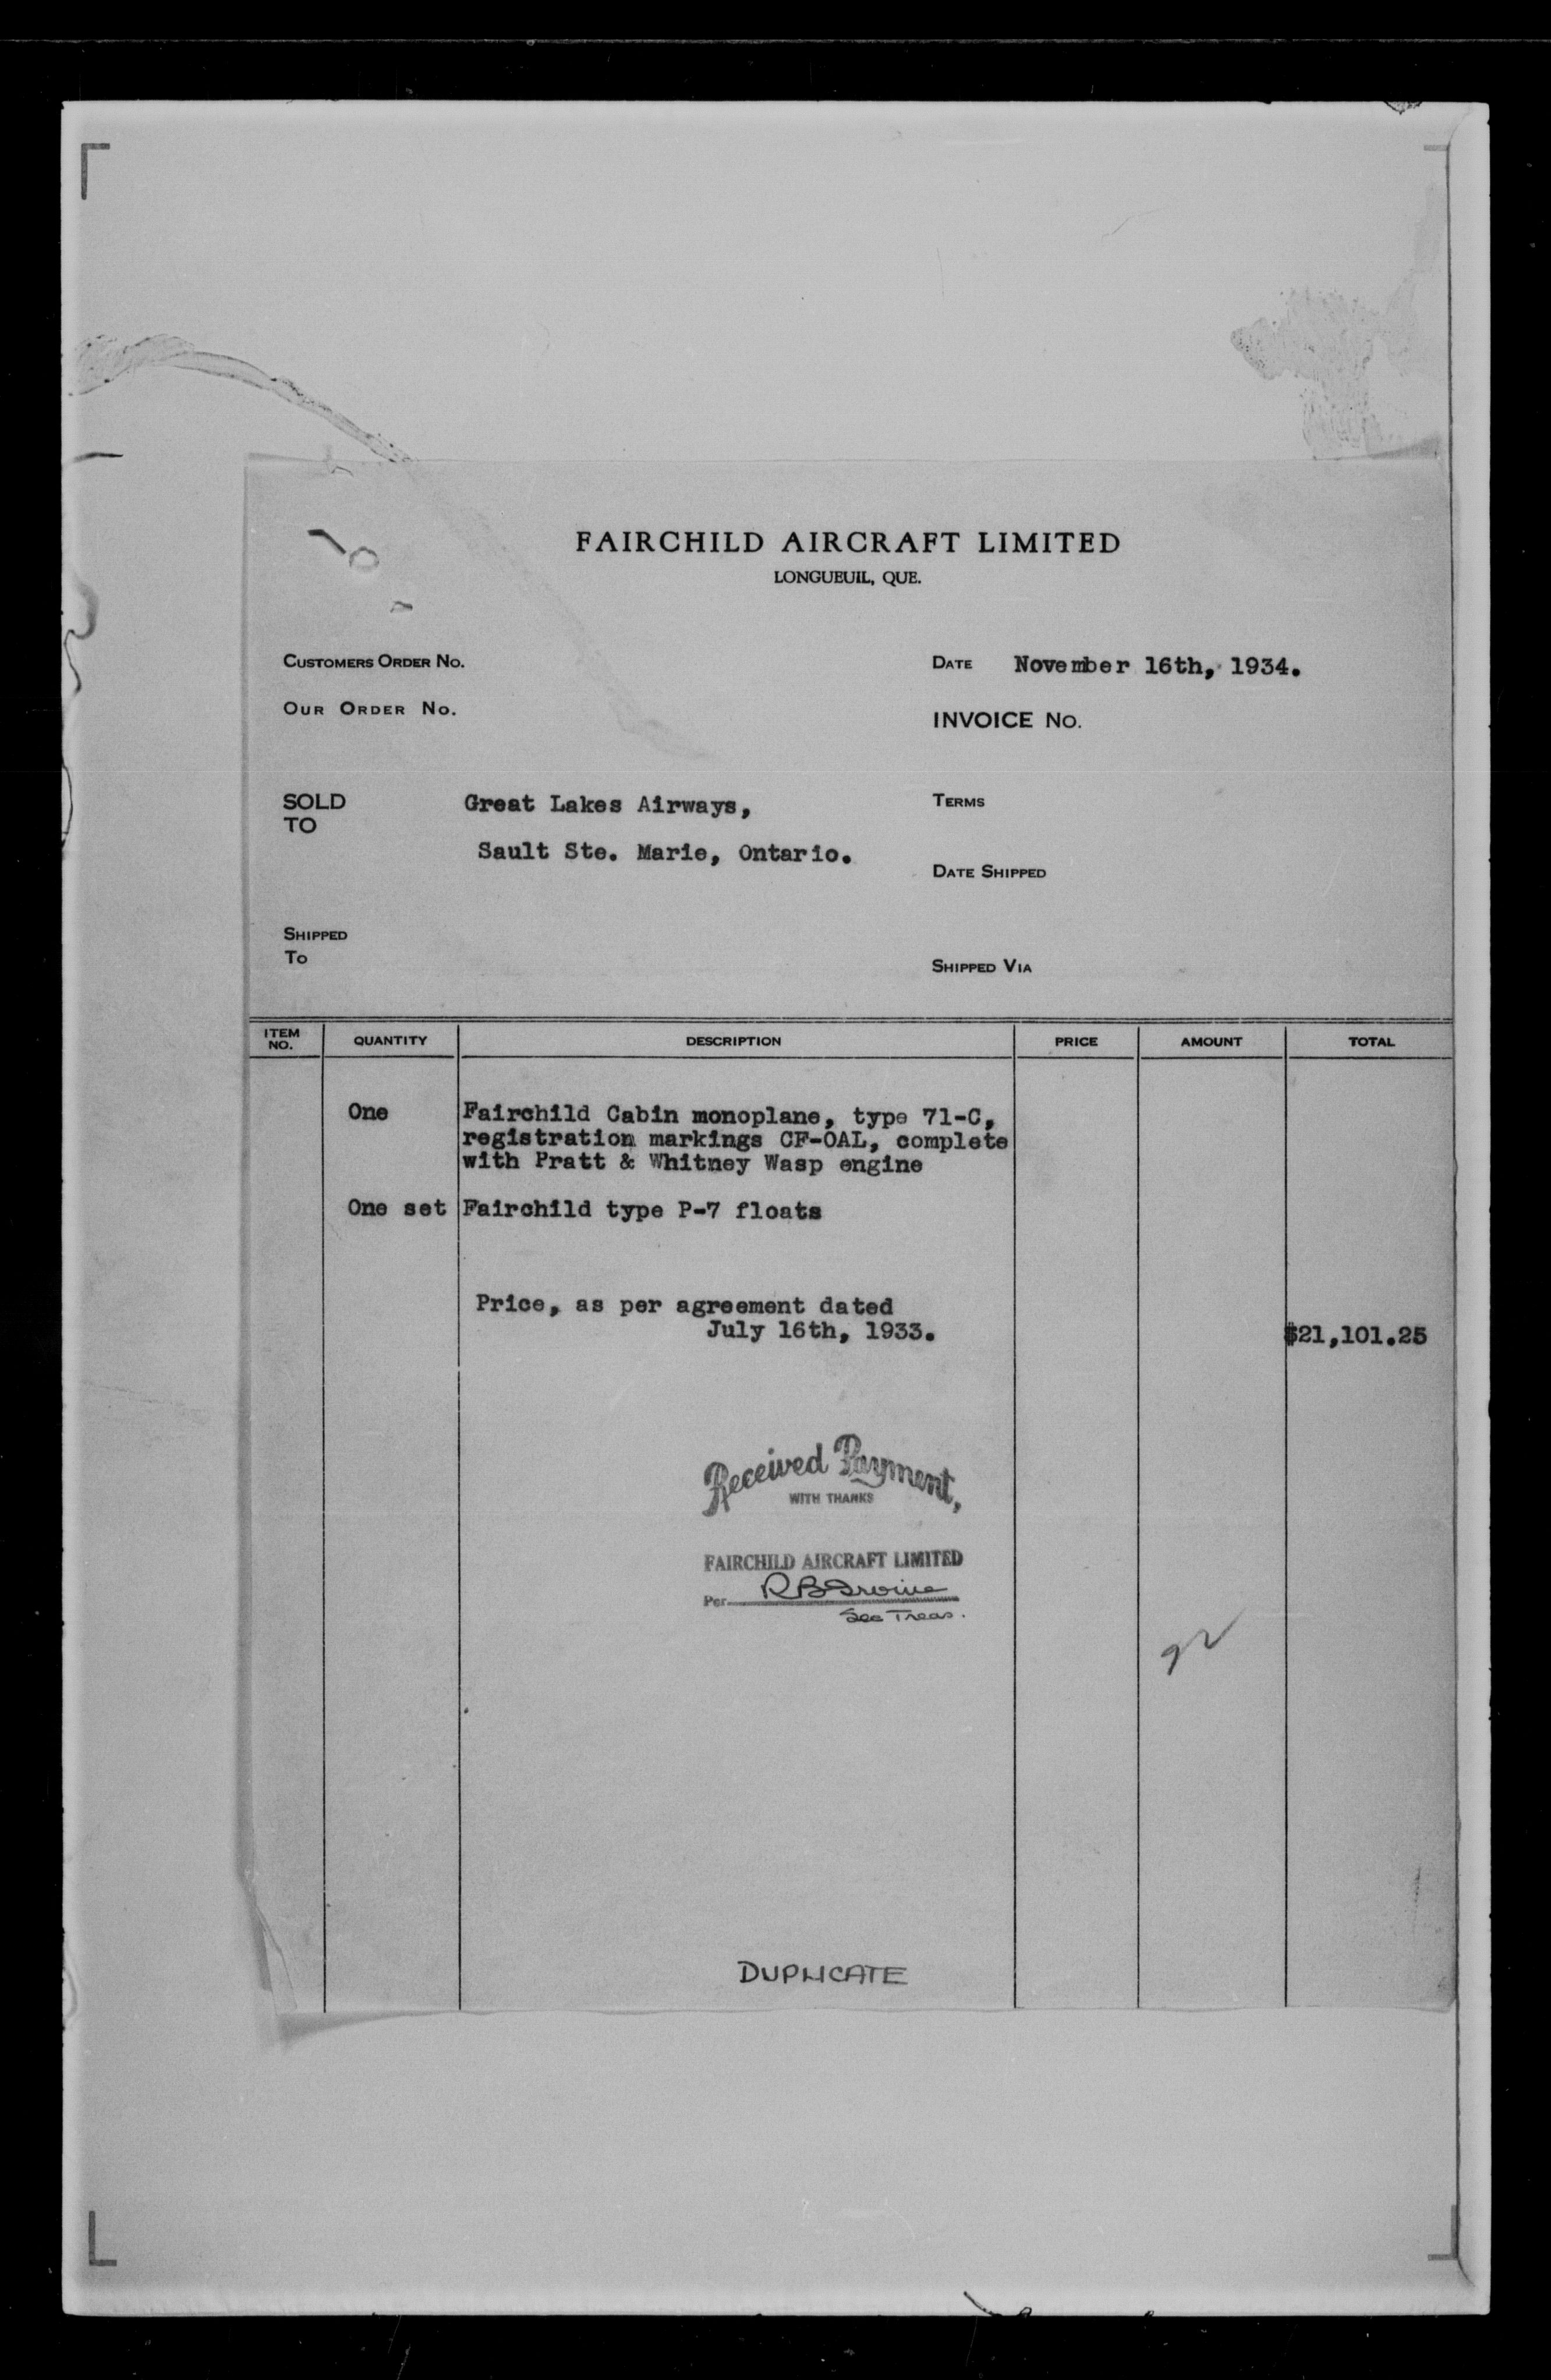 FAIRCHILD AIRCRAFT LIMITED
LONGUEUIL, QUE.
CUSTOMERS ORDER NO.
DATE November 16th, 1934.
OUR ORDER NO.
INVOICE NO.
SOLD TO
Great Lakes Airways,
Sault Ste. Marie, Ontario.
TERMS
DATE SHIPPED
SHIPPED TO
SHIPPED VIA
ITEM NO. QUANTITY DESCRIPTION PRICE AMOUNT TOTAL
One Fairchild Cabin monoplane, type 71-C,
registration markings CF-OAL, complete
with Pratt & Whitney Wasp engine
One set Fairchild type P-7 floats
Price, as per agreement dated
July 16th, 1933. $21,101.25
Received Payment,
WITH THANKS
FAIRCHILD AIRCRAFT LIMITED
Per R B Irvine
Sec Treas.
DUPLICATE